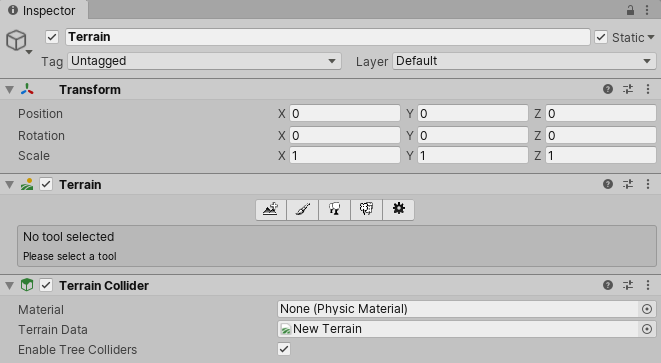 Inspector
Terrain
Static
Tag Untagged Layer Default
Transform
Position X 0 Y 0 Z 0
Rotation X 0 Y 0 Z 0
Scale X 1 Y 1 Z 1
Terrain
No tool selected
Please select a tool
Terrain Collider
Material None (Physic Material)
Terrain Data New Terrain
Enable Tree Colliders